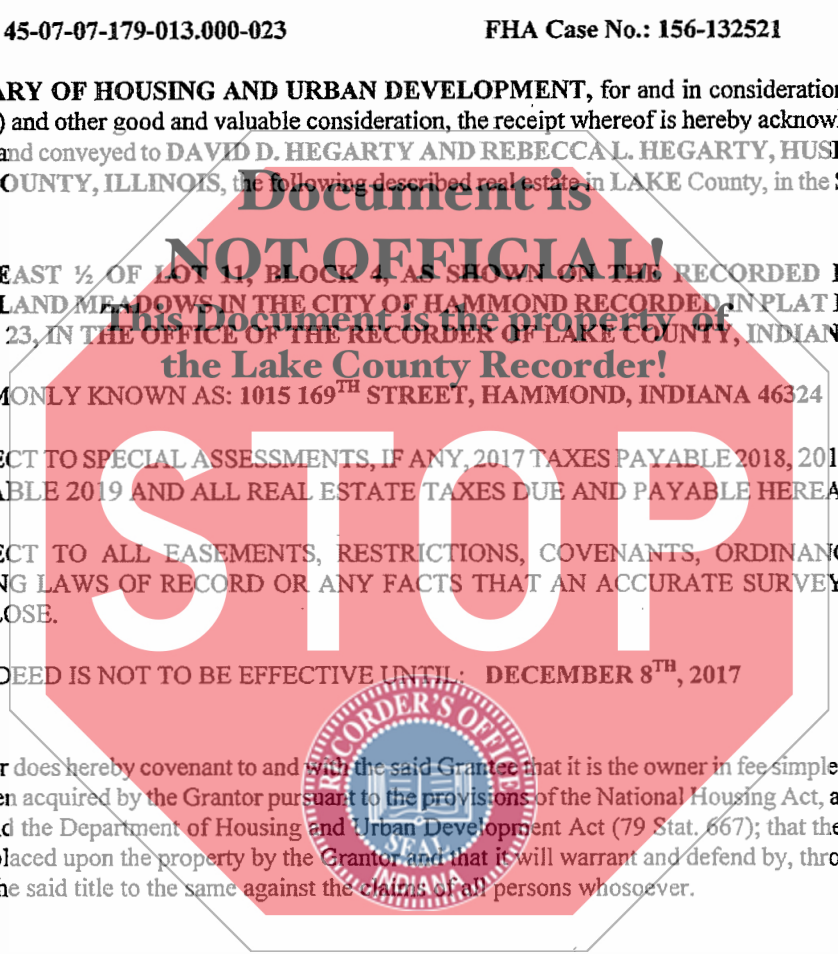 45-07-07-179-013.000-023 FHA Case No.: 156-132521
ARY OF HOUSING AND URBAN DEVELOPMENT, for and in consideration
) and other good and valuable consideration, the receipt whereof is hereby acknowl
and conveyed to DAVID D. HEGARTY AND REBECCA L. HEGARTY, HUSB
OUNTY, ILLINOIS, the following described real estate in LAKE County, in the S
Document is
NOT OFFICIAL!
EAST ½ OF LOT 11, BLOCK 4, AS SHOWN ON THE RECORDED P
LAND MEADOWS IN THE CITY OF HAMMOND RECORDED IN PLAT B
This Document is the property of
23, IN THE OFFICE OF THE RECORDER OF LAKE COUNTY, INDIAN
the Lake County Recorder!
MONLY KNOWN AS: 1015 169TH STREET, HAMMOND, INDIANA 46324
ECT TO SPECIAL ASSESSMENTS, IF ANY, 2017 TAXES PAYABLE 2018, 201
ABLE 2019 AND ALL REAL ESTATE TAXES DUE AND PAYABLE HEREA
STOP
ECT TO ALL EASEMENTS, RESTRICTIONS, COVENANTS, ORDINANC
NG LAWS OF RECORD OR ANY FACTS THAT AN ACCURATE SURVEY
LOSE.
DEED IS NOT TO BE EFFECTIVE UNTIL: DECEMBER 8TH, 2017
RECORDER'S OFFICE
SEAL
INDIANA
r does hereby covenant to and with the said Grantee that it is the owner in fee simple
en acquired by the Grantor pursuant to the provisions of the National Housing Act, a
d the Department of Housing and Urban Development Act (79 Stat. 667); that the
laced upon the property by the Grantor and that it will warrant and defend by, thro
he said title to the same against the claims of all persons whosoever.